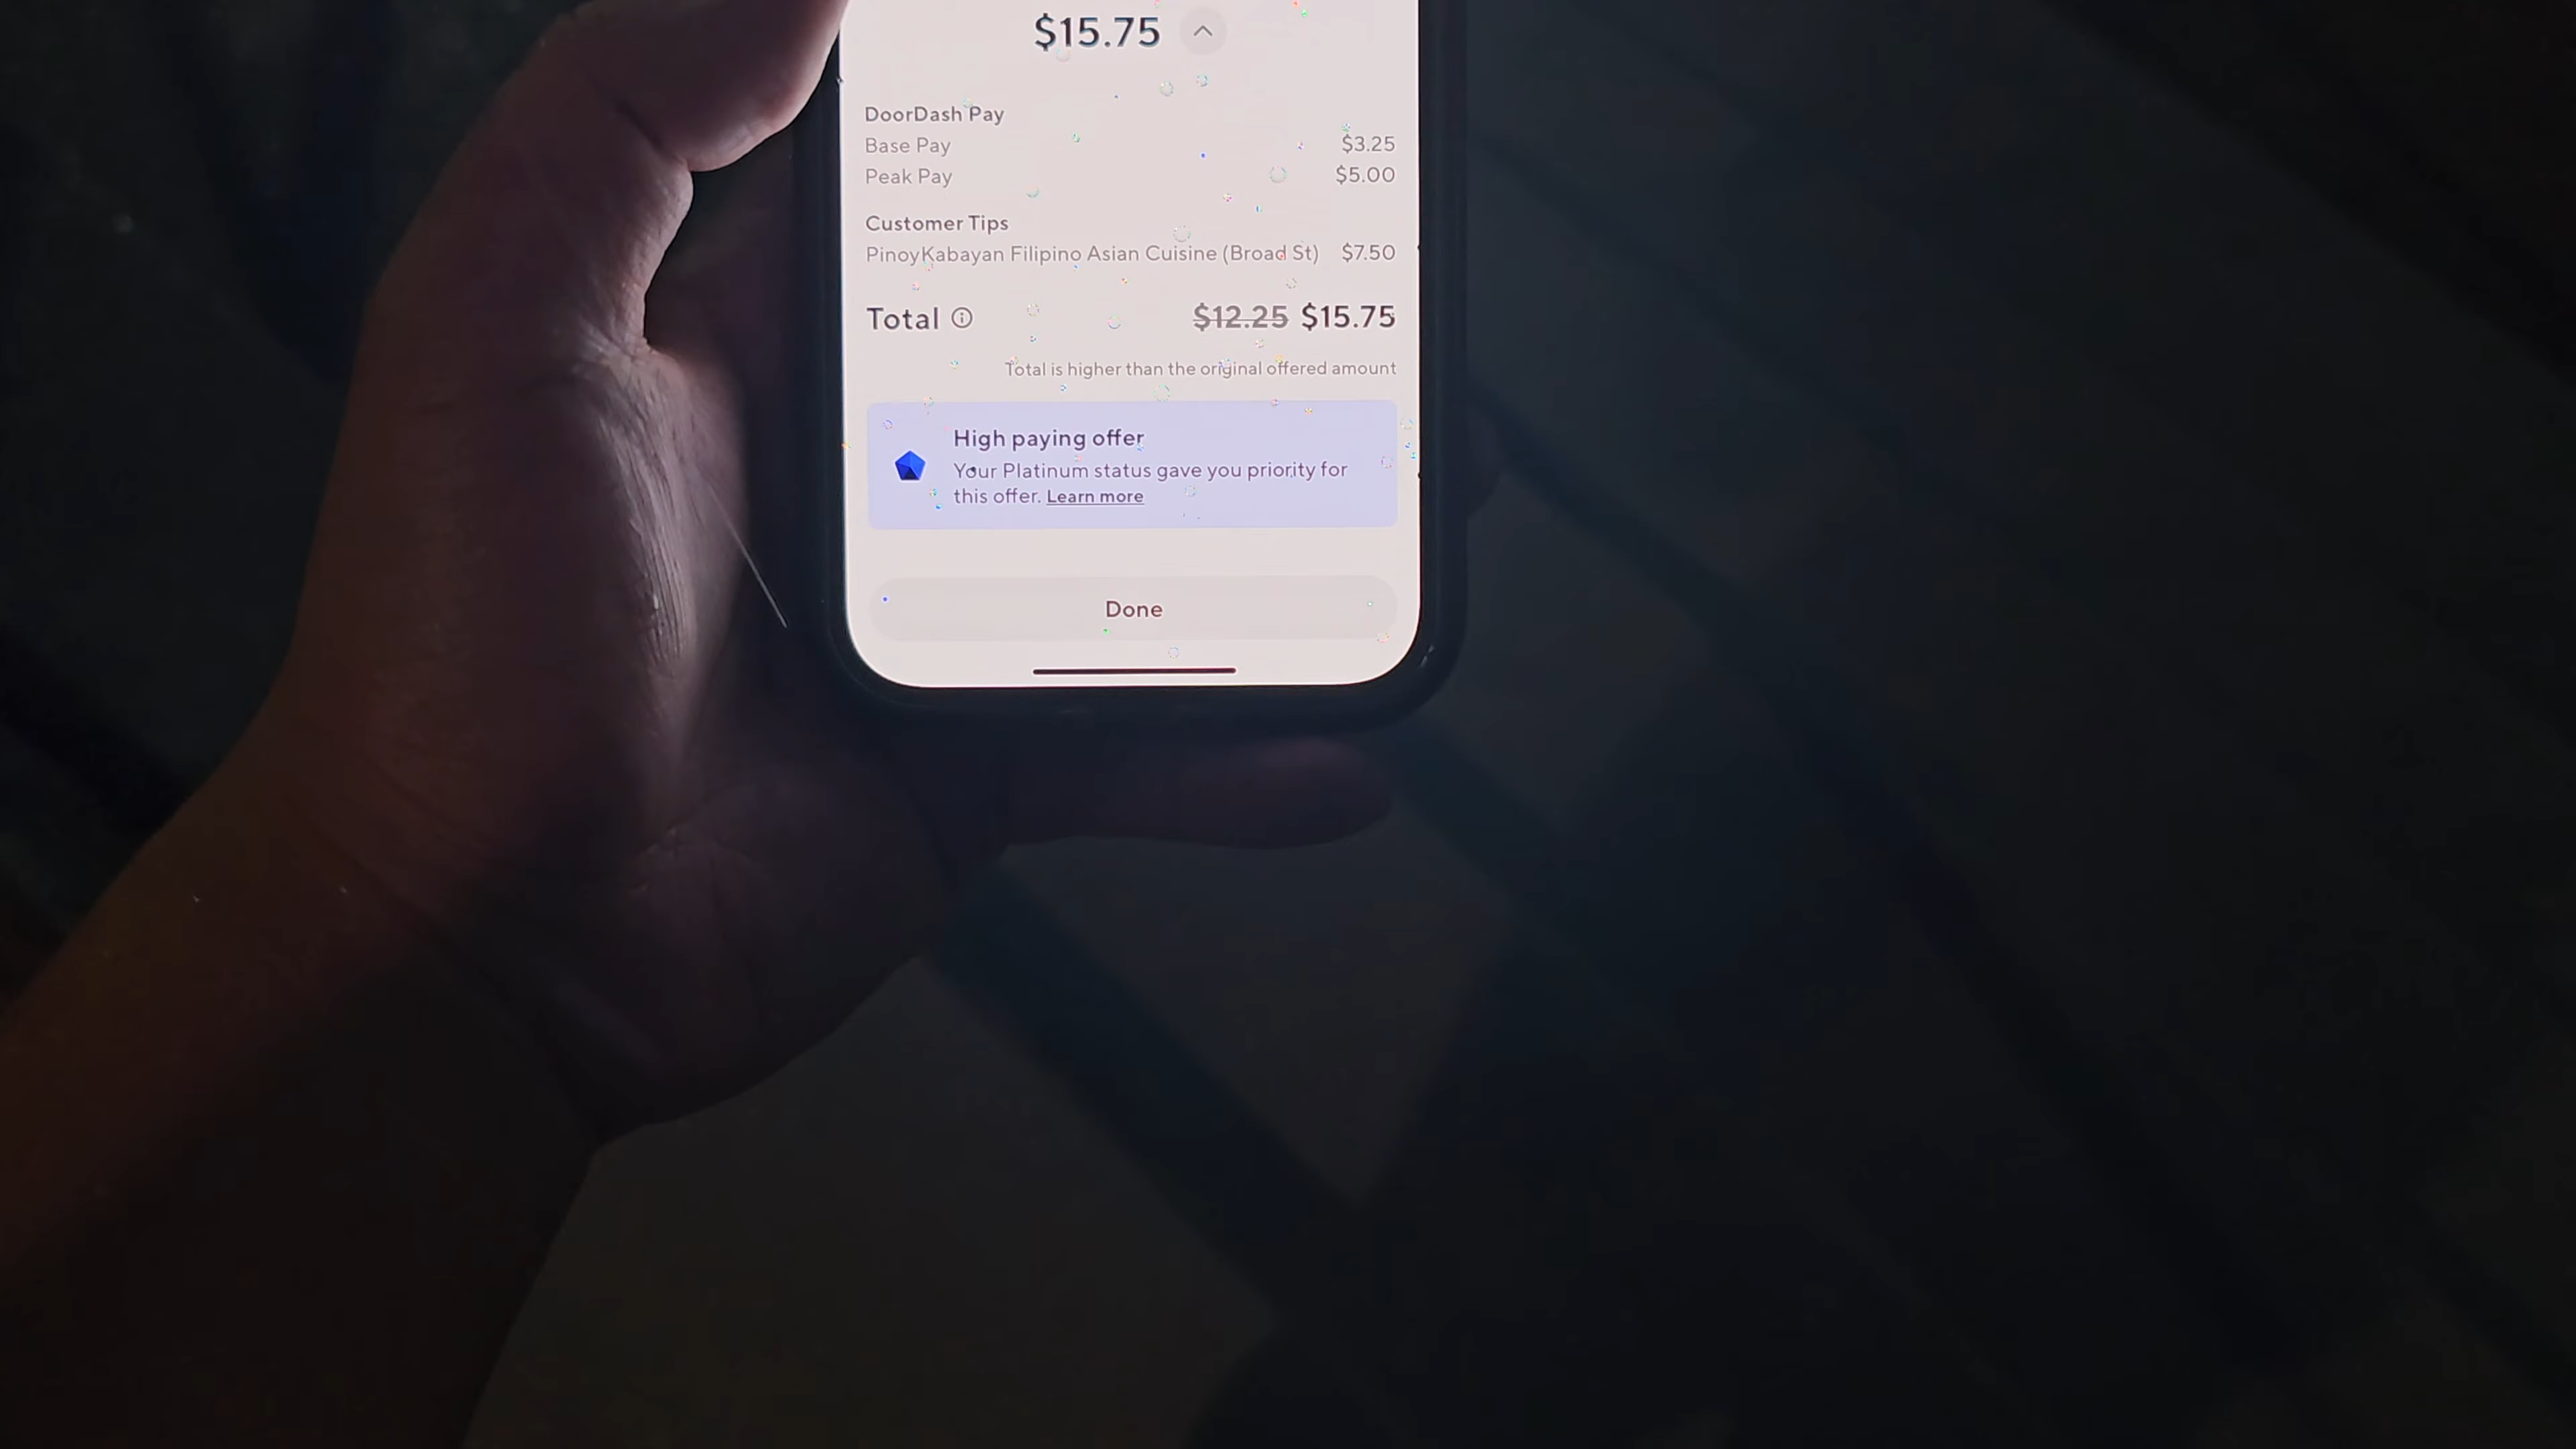 $15.75
DoorDash Pay
Base Pay $3.25
Peak Pay $5.00
Customer Tips
PinoyKabayan Filipino Asian Cuisine (Broad St) $7.50
Total $12.25 $15.75
Total is higher than the original offered amount
High paying offer
Your Platinum status gave you priority for
this offer. Learn more
Done